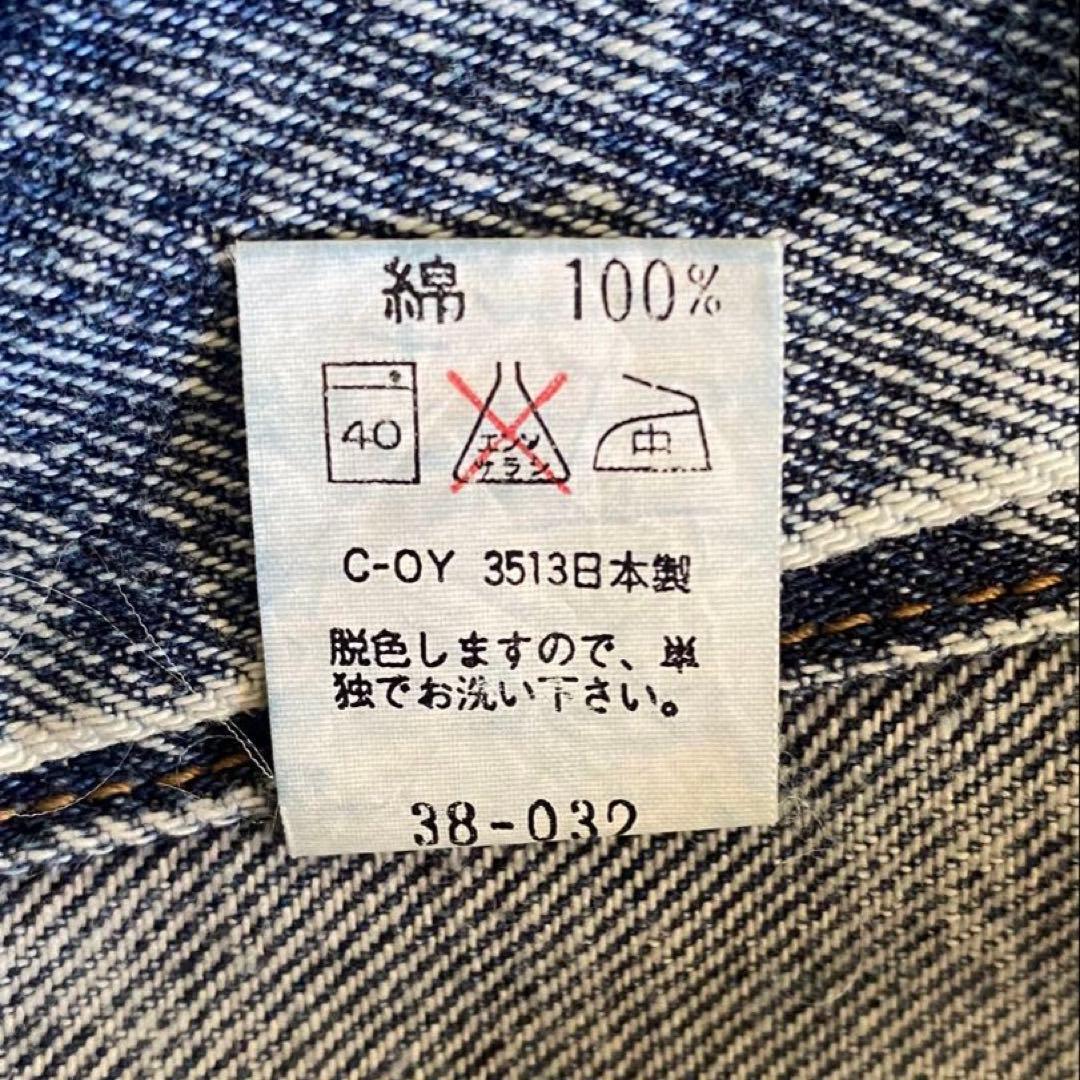 綿 100%
40
エンソ
サラシ
中
C-OY 3513日本製
脱色しますので、単
独でお洗い下さい。
38-032